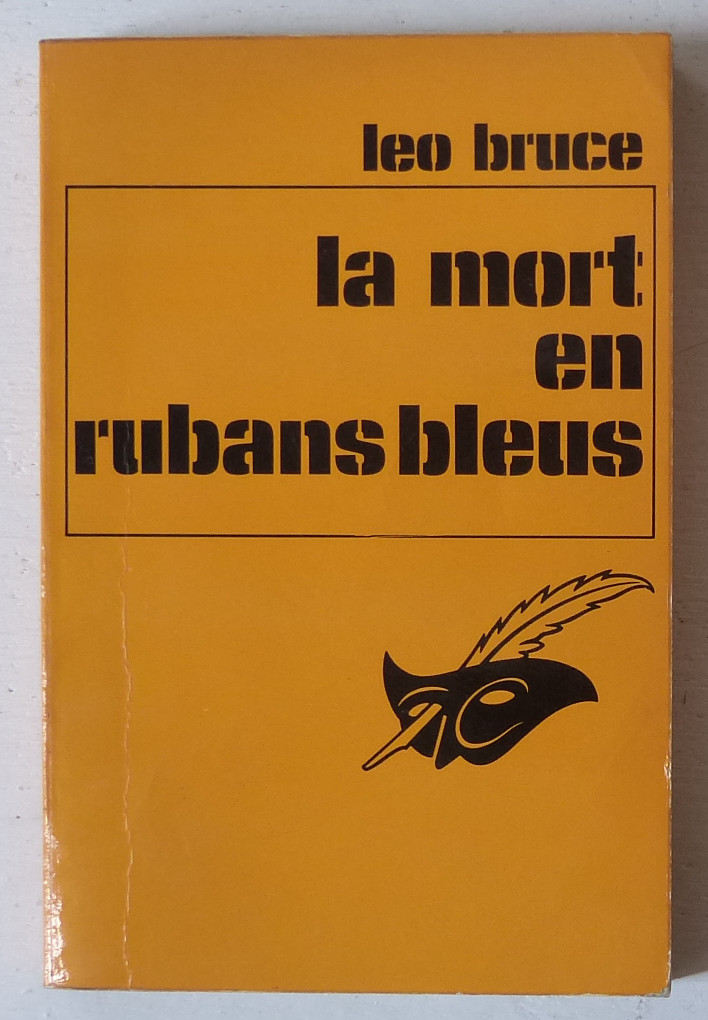 leo bruce
la mort
en
rubans bleus